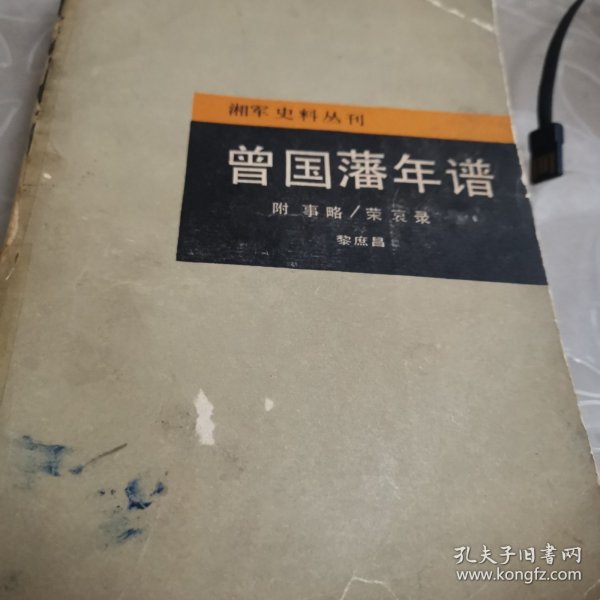 湘军史料丛刊
曾国藩年谱
附 事略/荣哀录
黎庶昌
孔夫子旧書网
www.kongfz.com